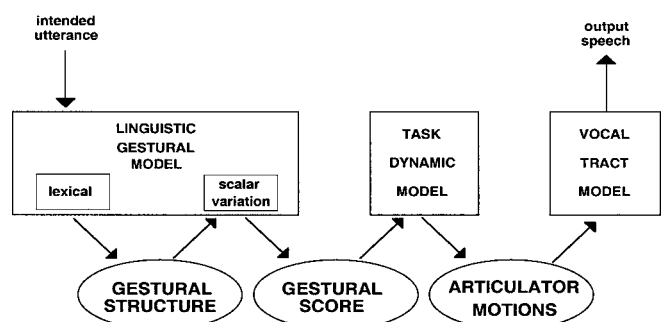 intended
utterance
output
speech
LINGUISTIC
GESTURAL
MODEL
lexical
scalar
variation
TASK
DYNAMIC
MODEL
VOCAL
TRACT
MODEL
GESTURAL
STRUCTURE
GESTURAL
SCORE
ARTICULATOR
MOTIONS